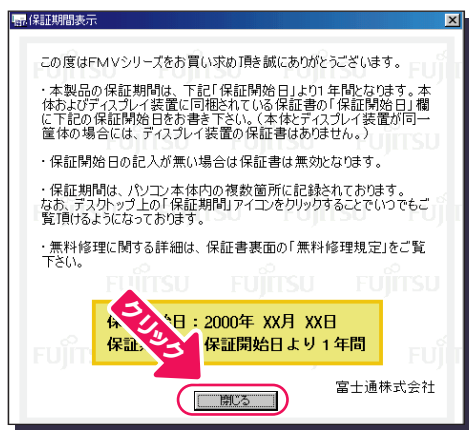 保証期間表示
この度はFMVシリーズをお買い求め頂き誠にありがとうございます。
・本製品の保証期間は、下記「保証開始日」より1年間となります。本
体およびディスプレイ装置に同梱されている保証書の「保証開始日」欄
に下記の保証開始日をお書き下さい。（本体とディスプレイ装置が同一
筐体の場合には、ディスプレイ装置の保証書はありません。）
・保証開始日の記入が無い場合は保証書は無効となります。
・保証期間は、パソコン本体内の複数箇所に記録されております。
なお、デスクトップ上の「保証期間」アイコンをクリックすることでいつでもご
覧頂けるようになっております。
・無料修理に関する詳細は、保証書裏面の「無料修理規定」をご覧
下さい。
FUJITSU FUJITSU FUJITSU
保 日：2000年 XX月 XX日
保証 保証開始日より1年間
クリック
富士通株式会社
閉じる